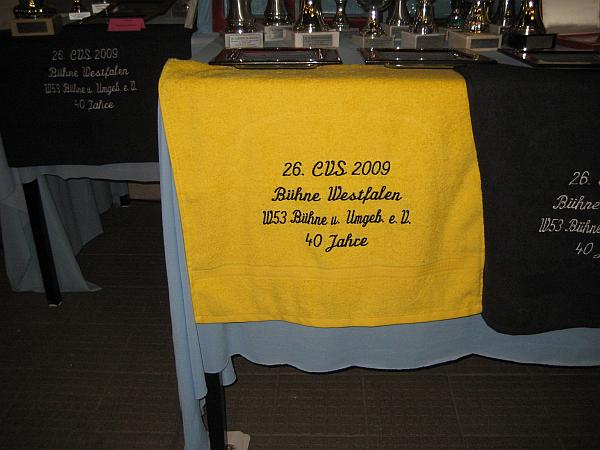 26. CVS 2009
Bühne Westfalen
W53 Bühne u. Umgeb. e. V.
40 Jahre
26. CVS 2009
Bühne Westfalen
W53 Bühne u. Umgeb. e. V.
40 Jahre
26.
Bühne
W53 Bühne
40 J